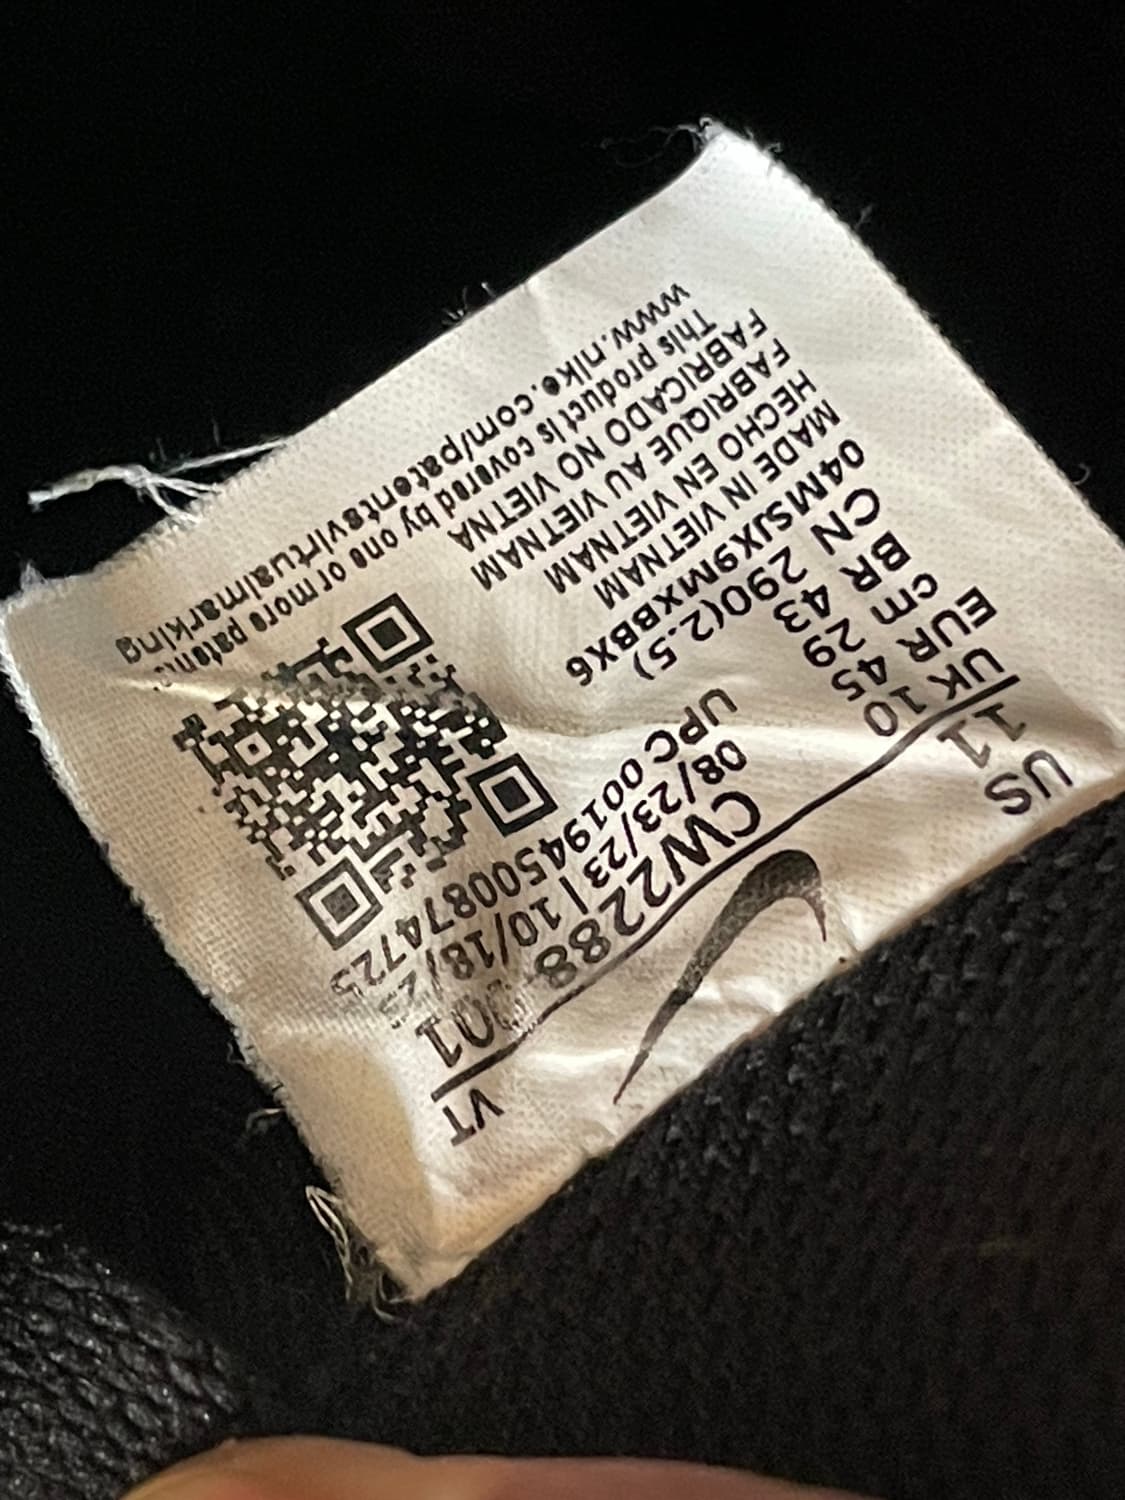 US VT
11
UK 10
EUR 45
cm 29
BR 43
CN 290(2.5)
04MSJX9MXBBX6
MADE IN VIETNAM
HECHO EN VIETNAM
FABRIQUE AU VIETNAM
FABRICADO NO VIETNA
This product is covered by one or more
www.nike.com/patentsvirtualmarking
CW2288 001
08/23/23 | 10/18/23
UPC 00194500874725